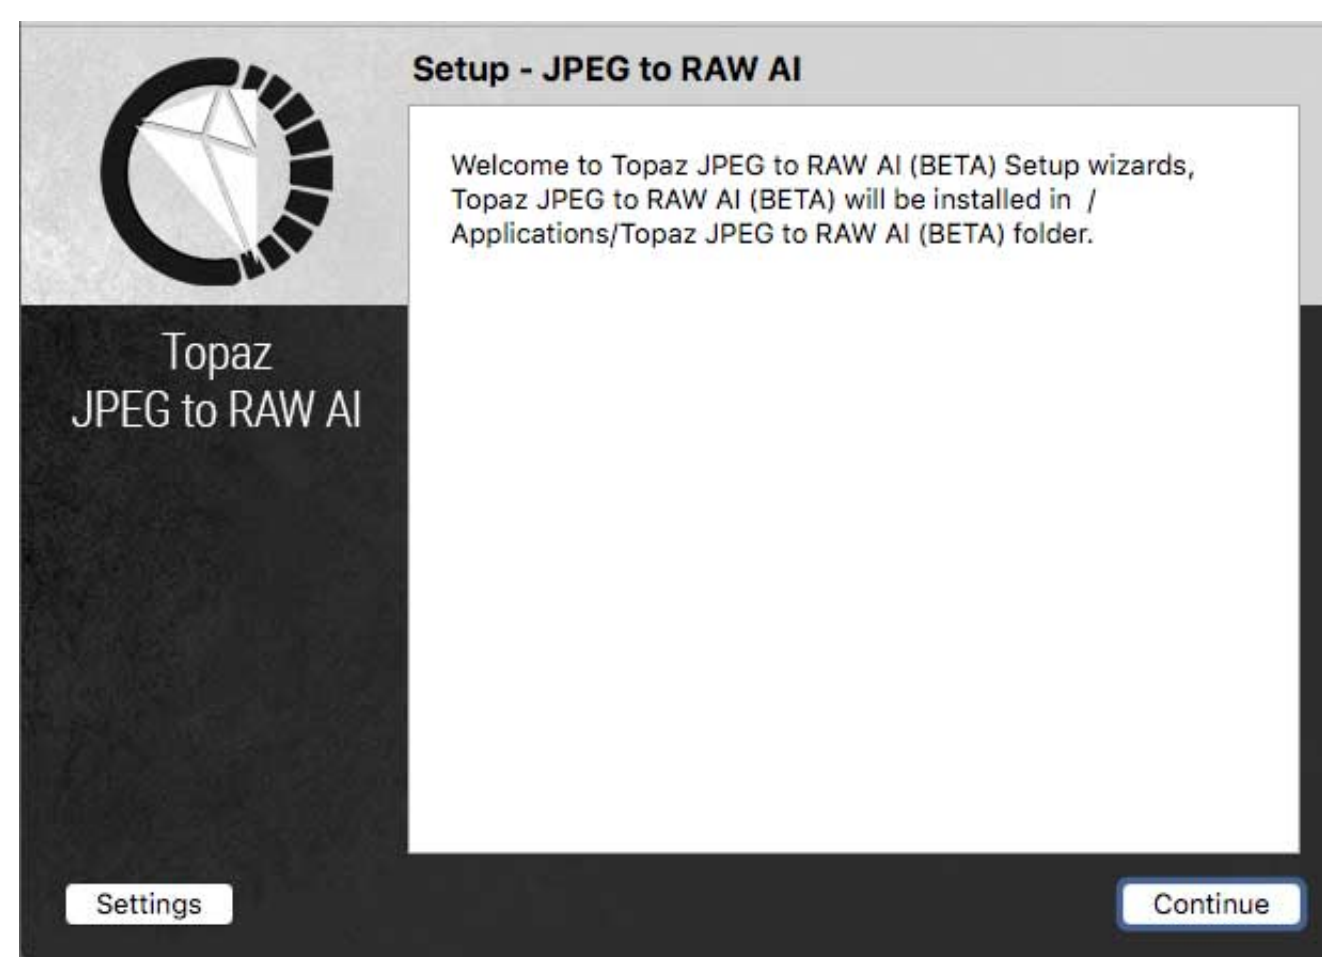 Setup - JPEG to RAW AI
Welcome to Topaz JPEG to RAW AI (BETA) Setup wizards,
Topaz JPEG to RAW AI (BETA) will be installed in  /
Applications/Topaz JPEG to RAW AI (BETA) folder.
Topaz
JPEG to RAW AI
Settings
Continue